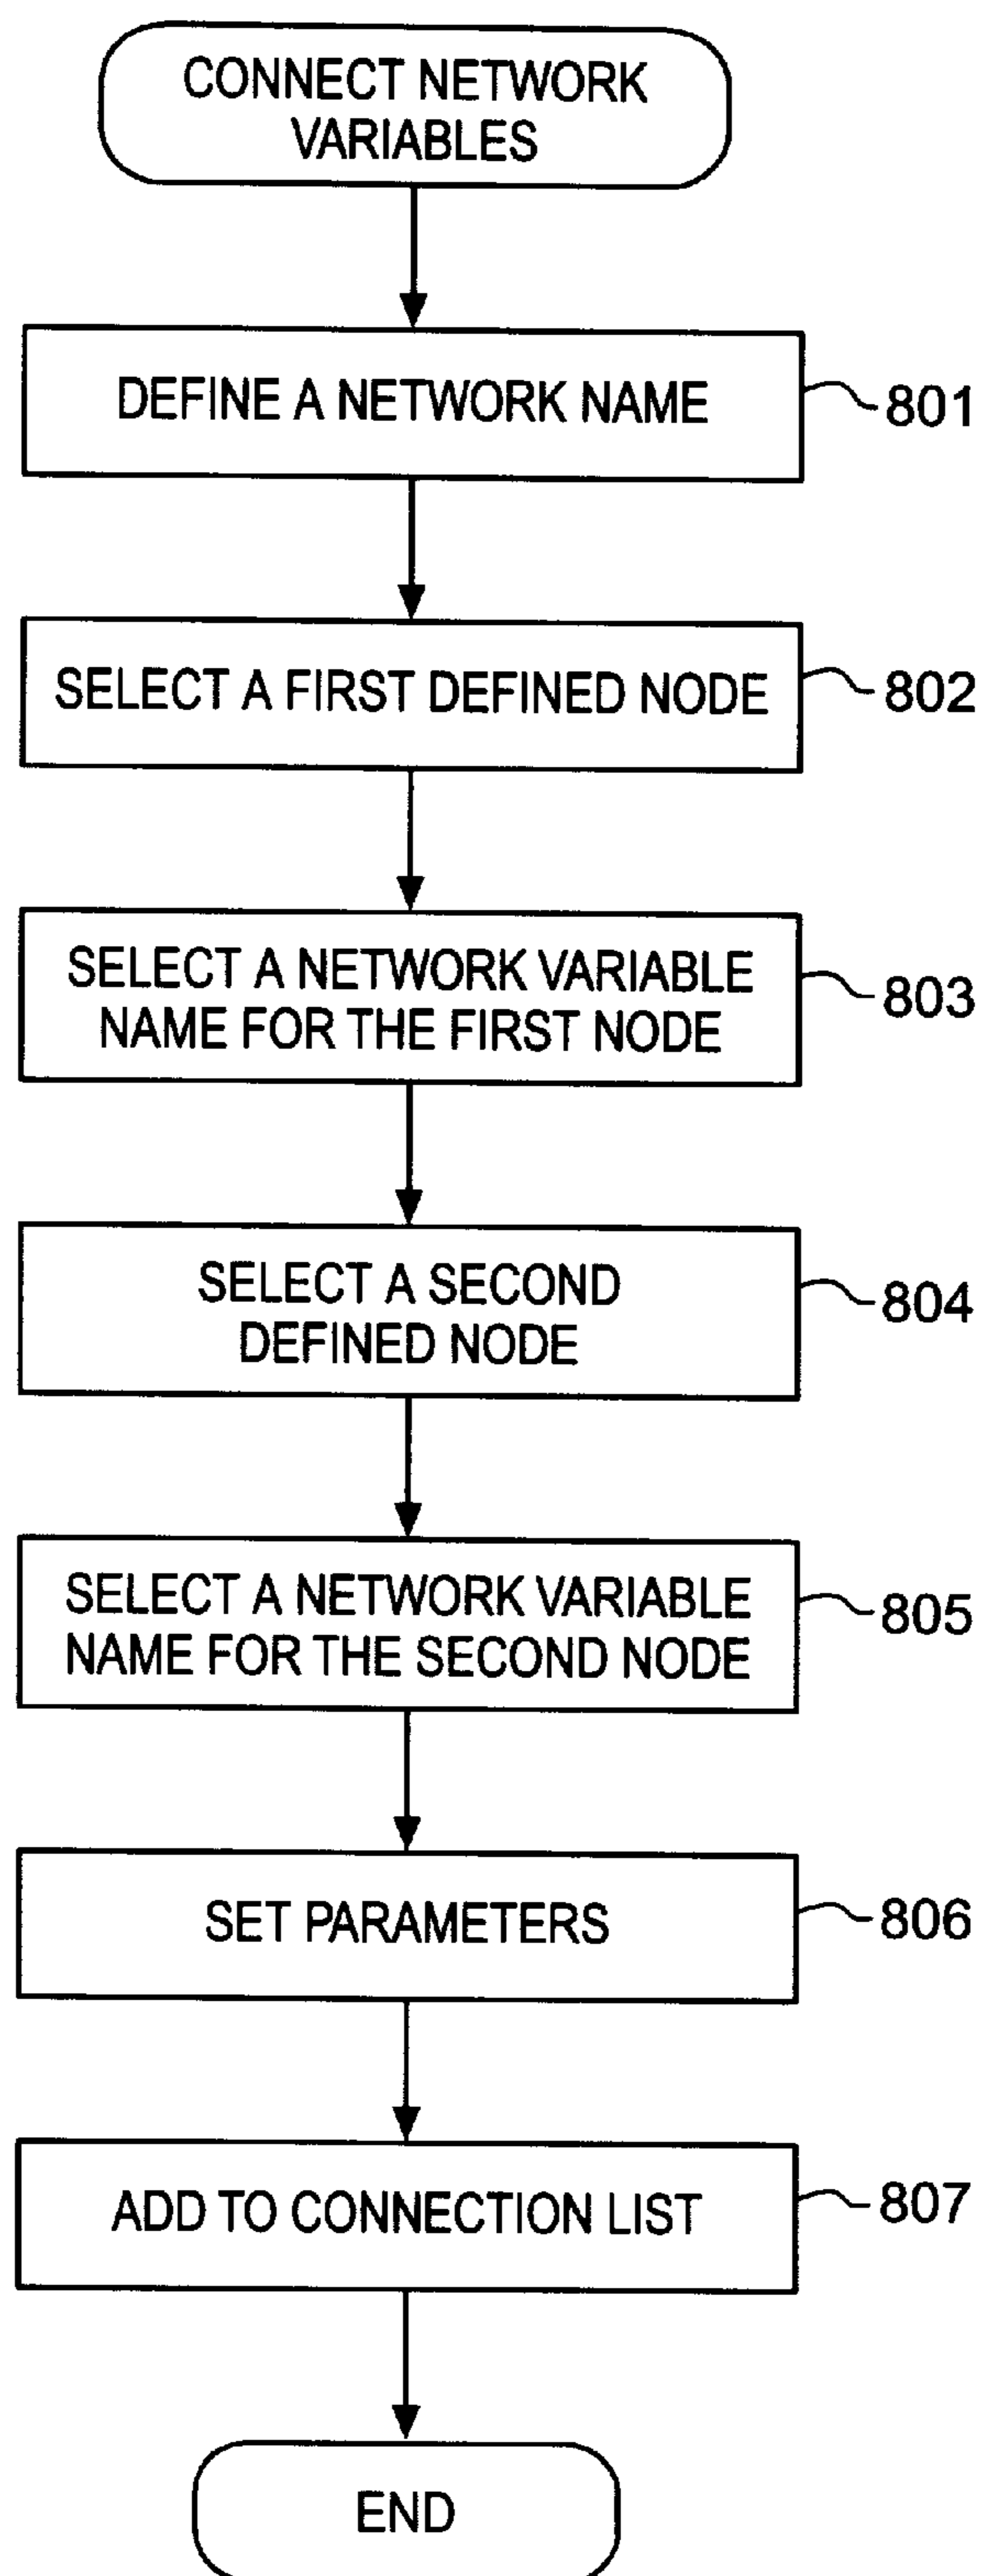 CONNECT NETWORK
VARIABLES
DEFINE A NETWORK NAME
801
SELECT A FIRST DEFINED NODE
802
SELECT A NETWORK VARIABLE
NAME FOR THE FIRST NODE
803
SELECT A SECOND
DEFINED NODE
804
SELECT A NETWORK VARIABLE
NAME FOR THE SECOND NODE
805
SET PARAMETERS
806
ADD TO CONNECTION LIST
807
END